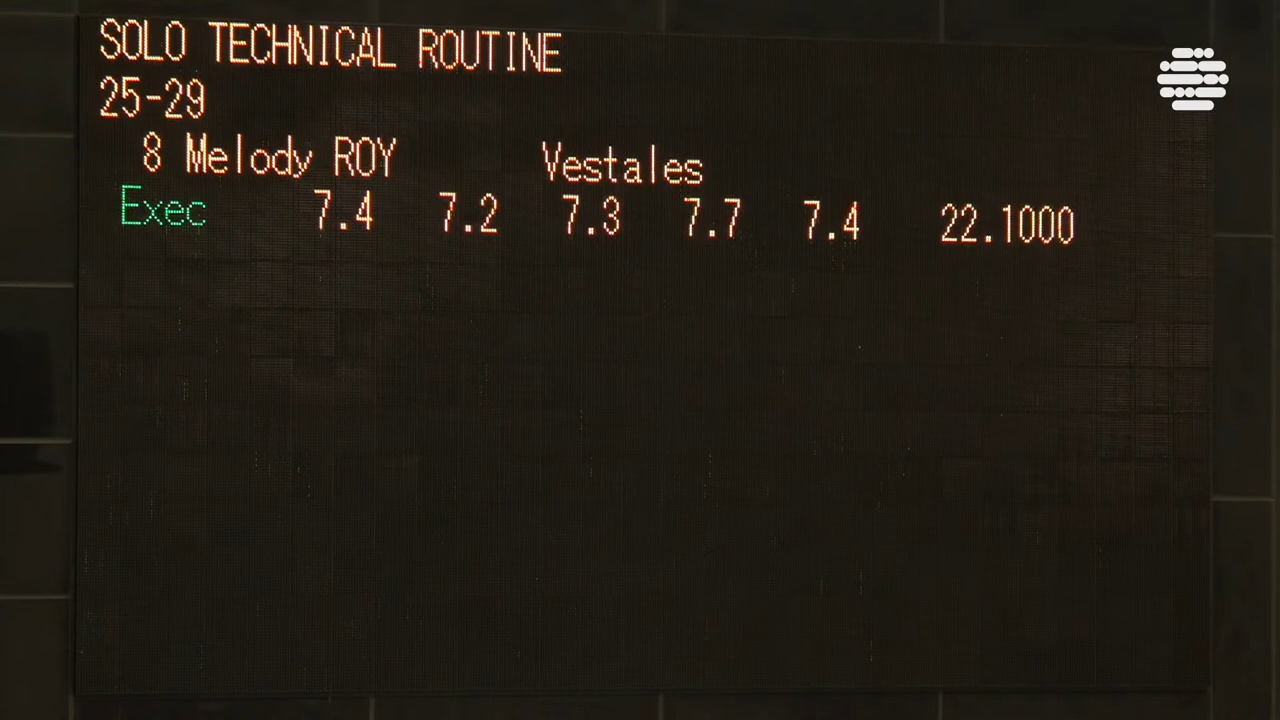 SOLO TECHNICAL ROUTINE
25-29
8 Melody ROY Vestales
Exec 7.4 7.2 7.3 7.7 7.4 22.1000